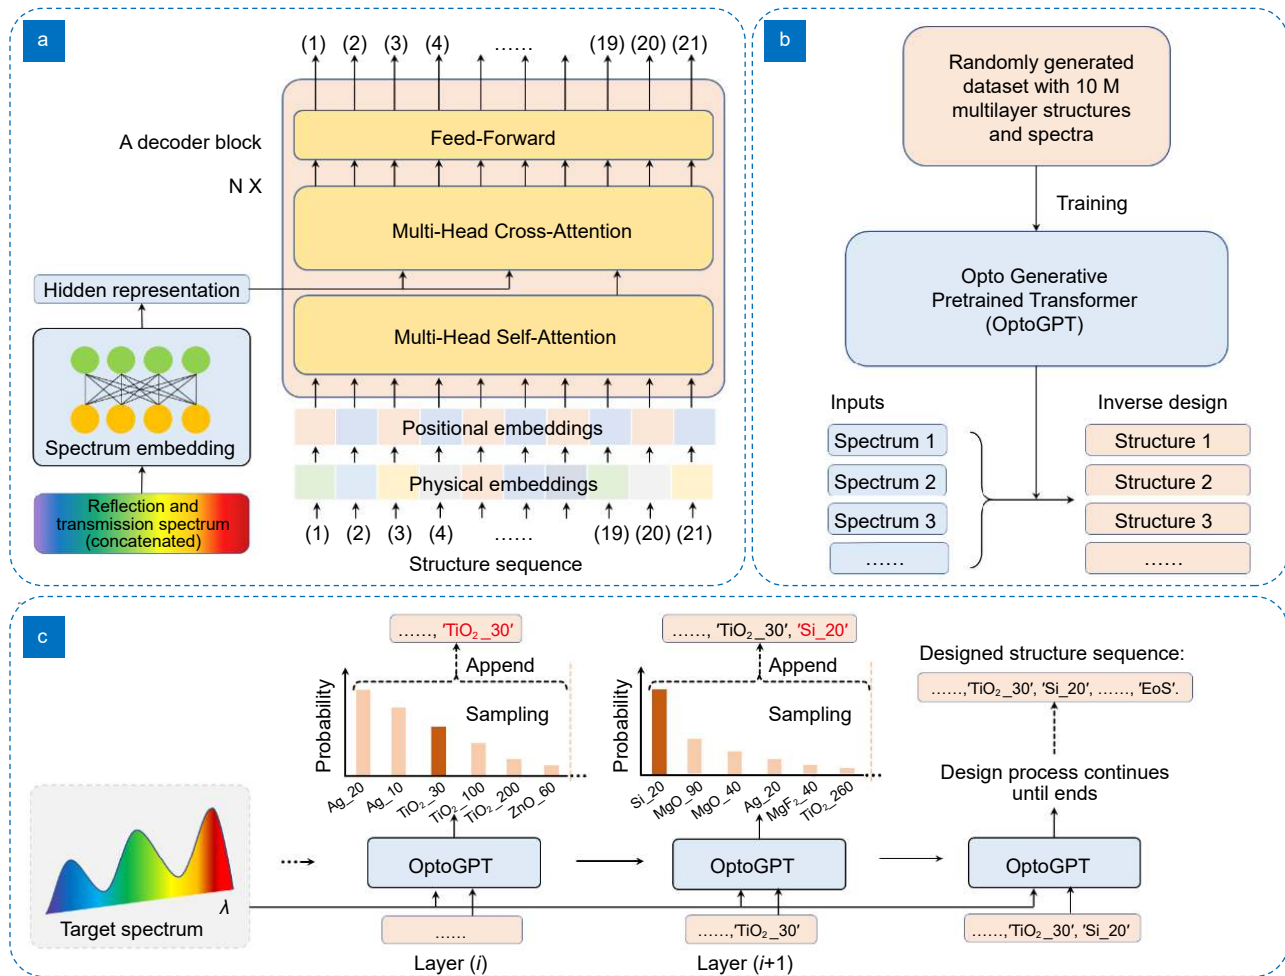 a
(1) (2) (3) (4) ...... (19) (20) (21)
A decoder block
N X
Feed-Forward
Multi-Head Cross-Attention
Hidden representation
Multi-Head Self-Attention
Spectrum embedding
Positional embeddings
Physical embeddings
Reflection and
transmission spectrum
(concatenated)
(1) (2) (3) (4) ...... (19) (20) (21)
Structure sequence
b
Randomly generated
dataset with 10 M
multilayer structures
and spectra
Training
Opto Generative
Pretrained Transformer
(OptoGPT)
Inputs
Spectrum 1
Spectrum 2
Spectrum 3
......
Inverse design
Structure 1
Structure 2
Structure 3
......
c
Target spectrum
λ
......, 'TiO₂_30'
Append
Sampling
Probability
Ag_20
Ag_10
TiO₂_30
TiO₂_100
TiO₂_200
ZnO_60
OptoGPT
......
Layer (i)
......, 'TiO₂_30', 'Si_20'
Append
Sampling
Probability
Si_20
MgO_90
MgO_40
Ag_20
MgF₂_40
TiO₂_260
OptoGPT
......,'TiO₂_30'
Layer (i+1)
Designed structure sequence:
......,'TiO₂_30', 'Si_20', ......, 'EoS'.
Design process continues
until ends
OptoGPT
......,'TiO₂_30', 'Si_20'